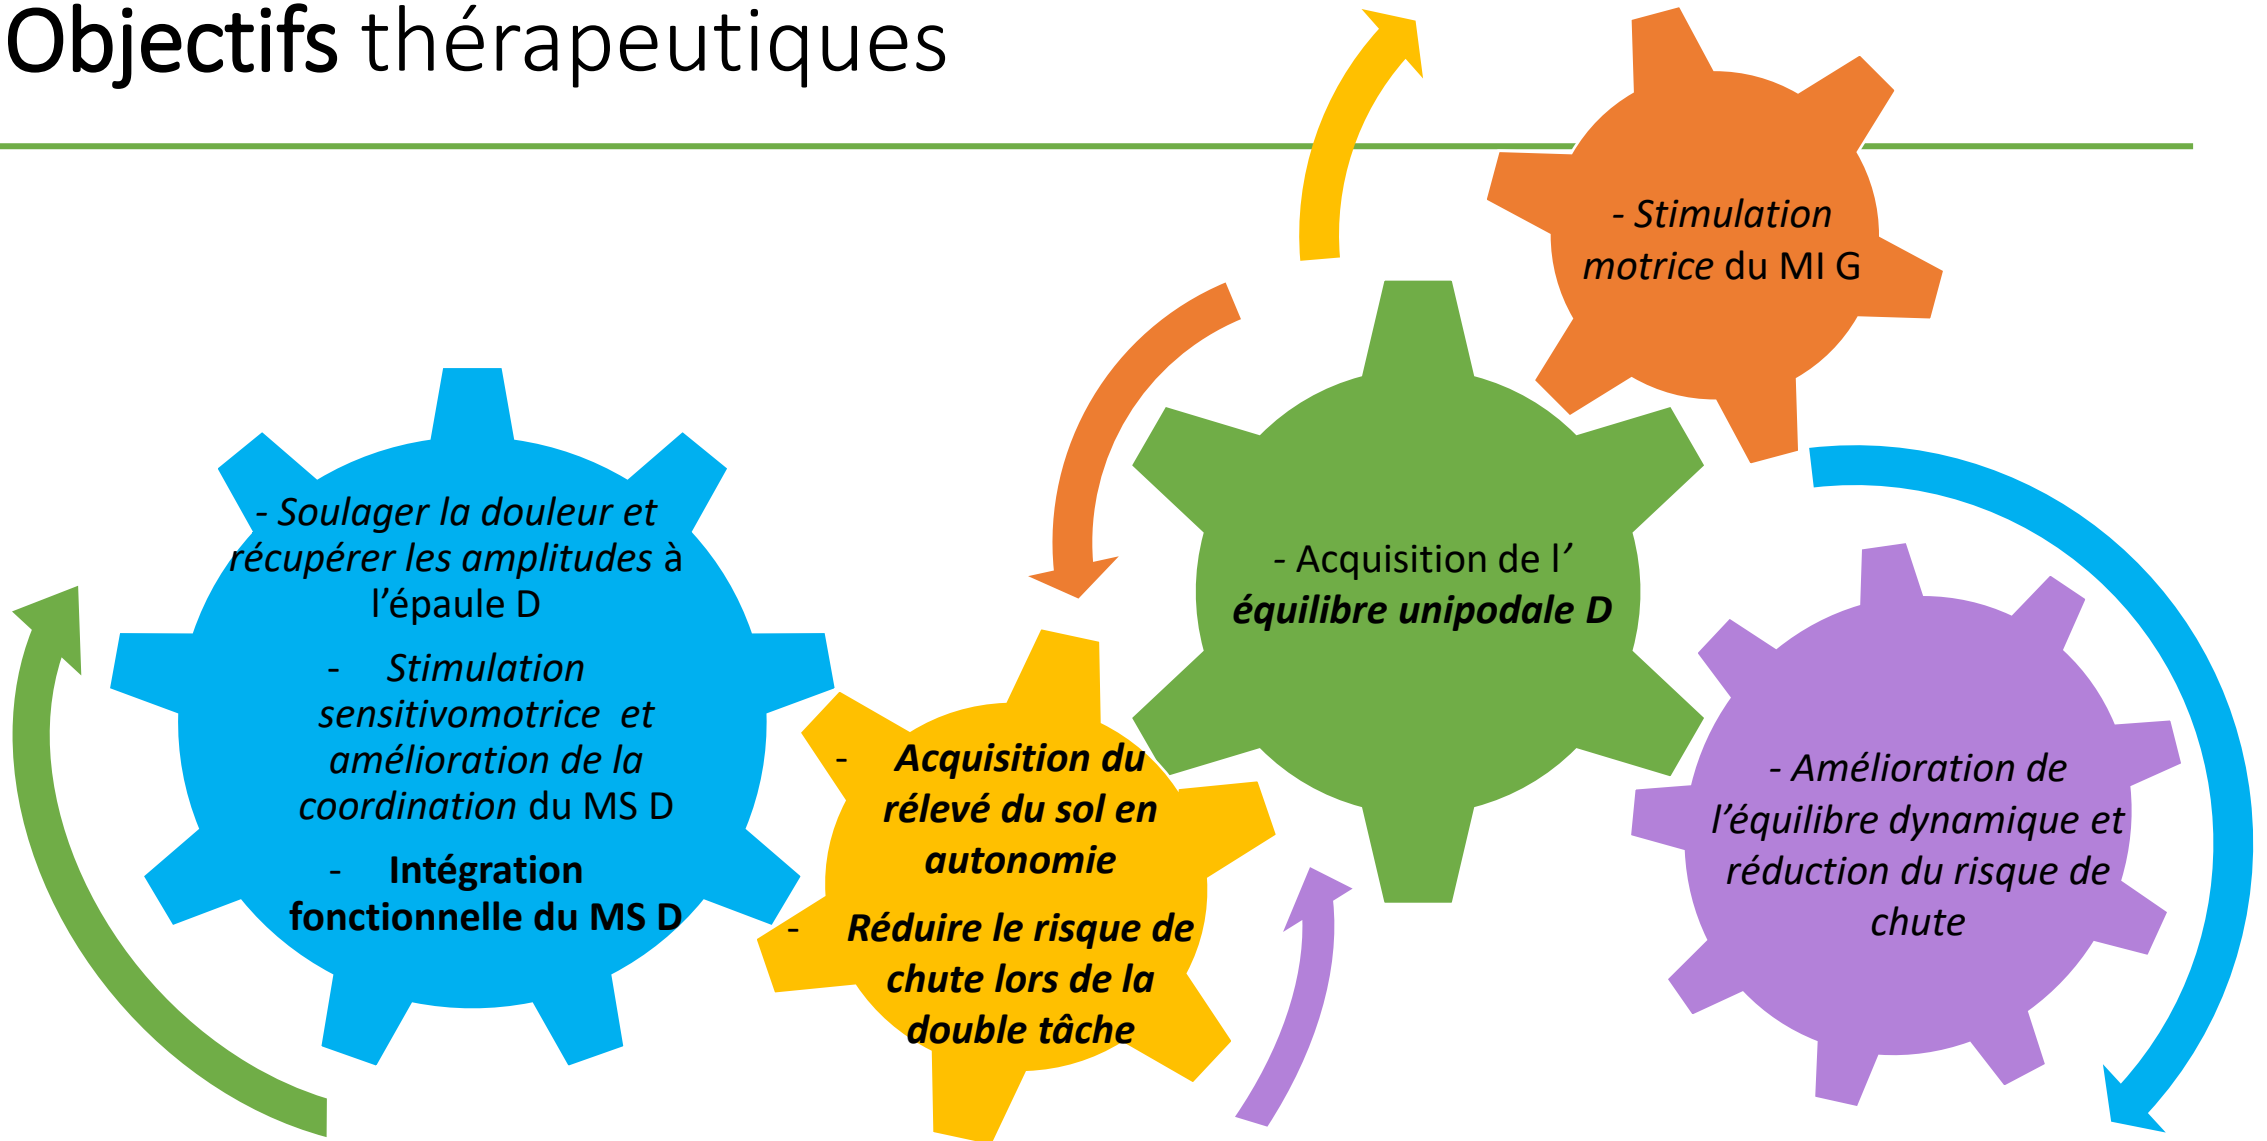 Objectifs thérapeutiques
- Stimulation
motrice du MI G
- Soulager la douleur et
récupérer les amplitudes à
l’épaule D
- Stimulation
sensitivomotrice et
amélioration de la
coordination du MS D
- Intégration
fonctionnelle du MS D
- Acquisition du
rélevé du sol en
autonomie
- Réduire le risque de
chute lors de la
double tâche
- Acquisition de l’
équilibre unipodale D
- Amélioration de
l’équilibre dynamique et
réduction du risque de
chute